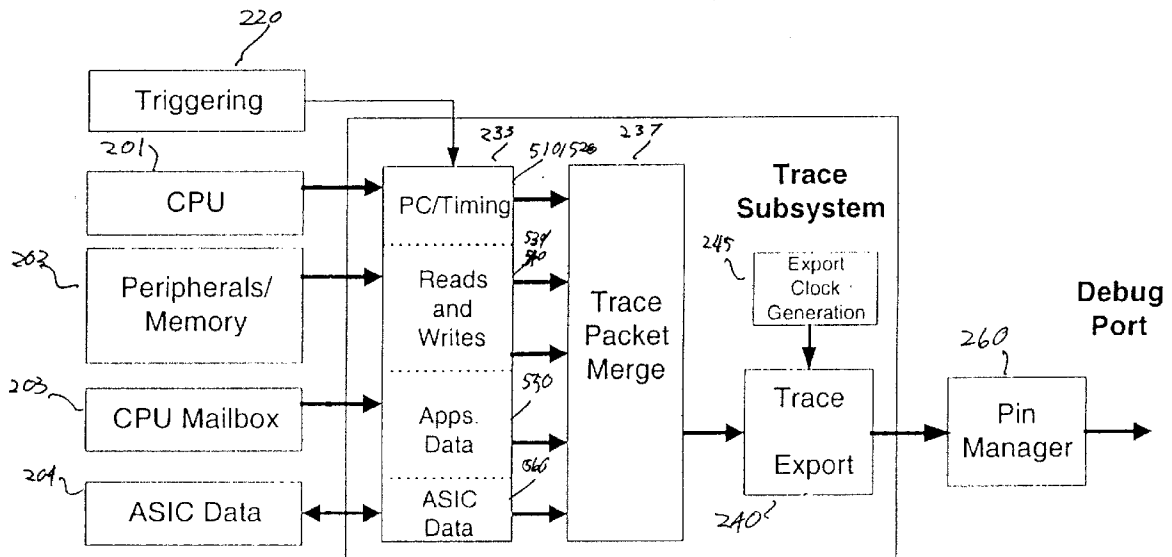 220
Triggering
201
CPU
202
Peripherals/
Memory
203
CPU Mailbox
204
ASIC Data
233
510/520
PC/Timing
Reads
and
Writes
Apps.
Data
550
ASIC
Data
237
Trace
Packet
Merge
Trace
Subsystem
245
Export
Clock
Generation
Trace
Export
240
260
Pin
Manager
Debug
Port